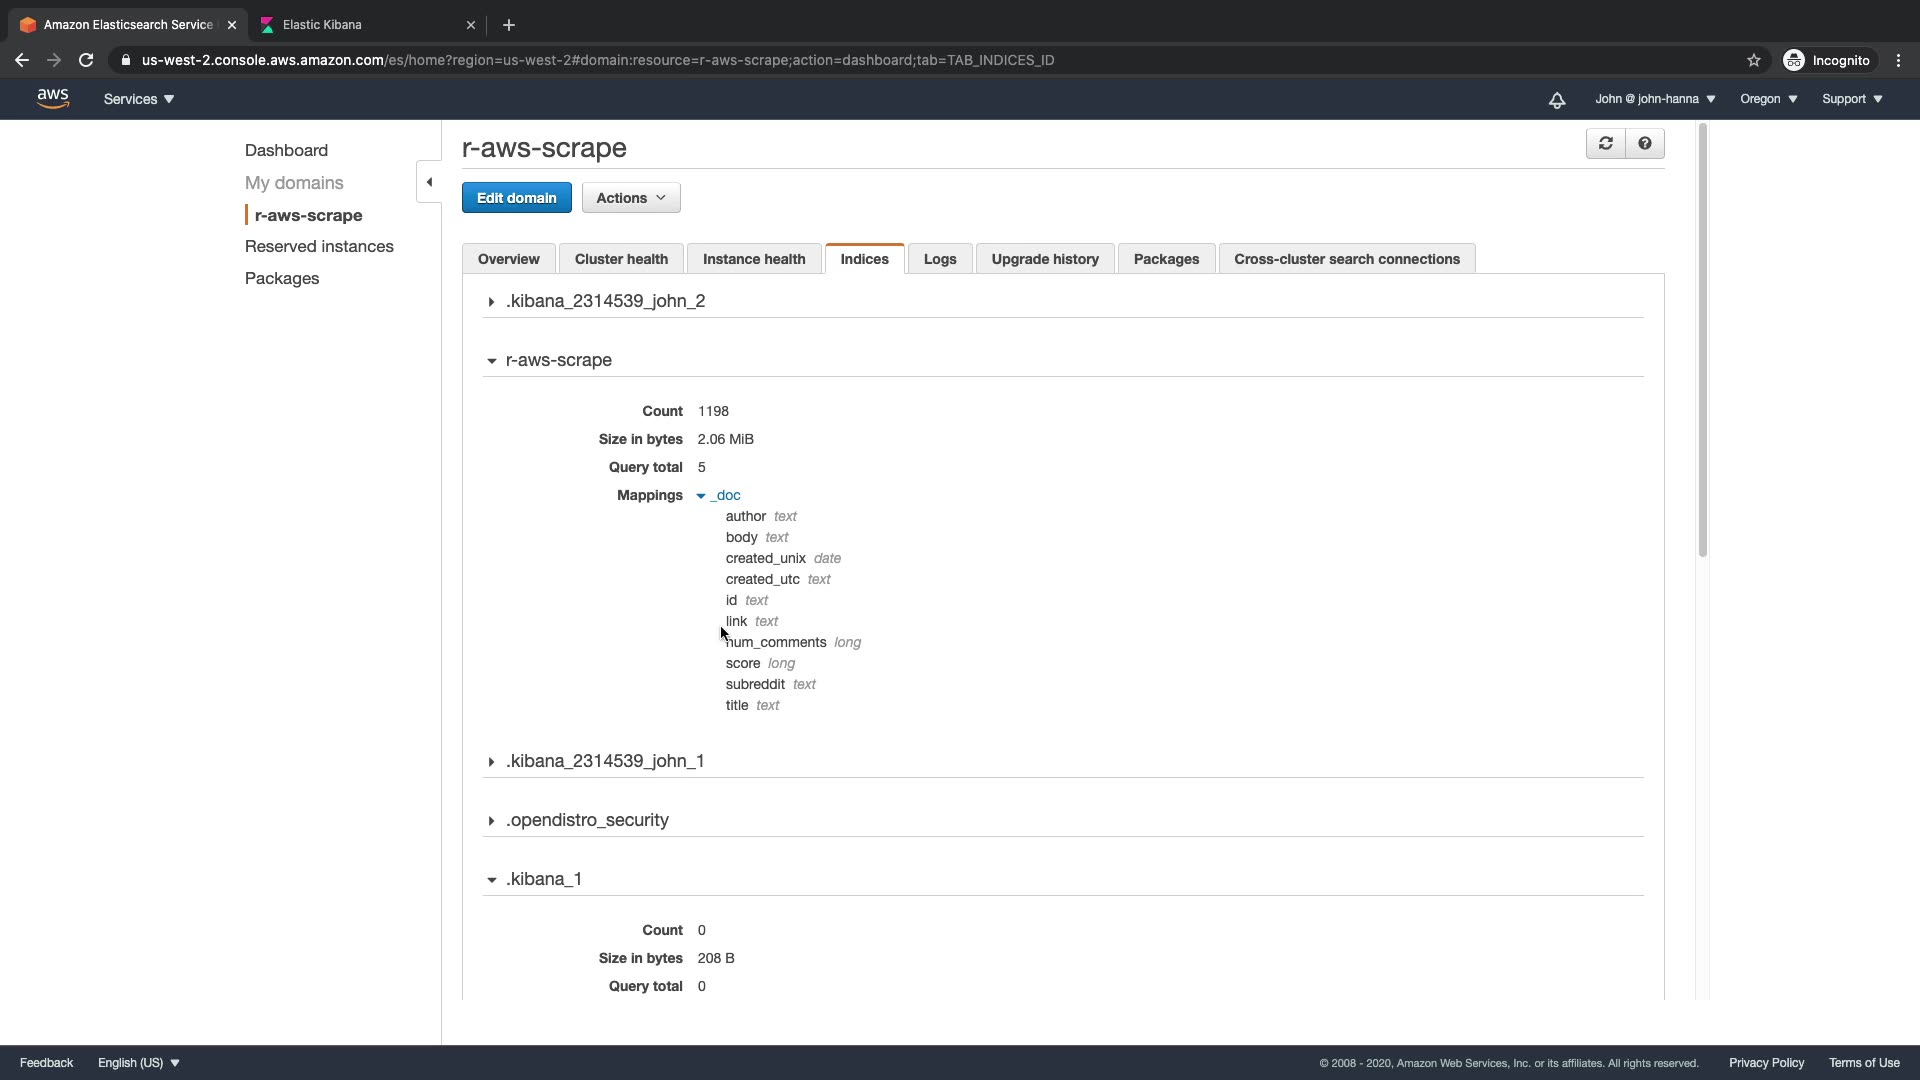 Amazon Elasticsearch Service
Elastic Kibana
us-west-2.console.aws.amazon.com/es/home?region=us-west-2#domain:resource=r-aws-scrape;action=dashboard;tab=TAB_INDICES_ID
Incognito
aws
Services
John @ john-hanna
Oregon
Support
Dashboard
My domains
r-aws-scrape
Reserved instances
Packages
r-aws-scrape
Edit domain
Actions
Overview
Cluster health
Instance health
Indices
Logs
Upgrade history
Packages
Cross-cluster search connections
.kibana_2314539_john_2
r-aws-scrape
Count 1198
Size in bytes 2.06 MiB
Query total 5
Mappings _doc
author text
body text
created_unix date
created_utc text
id text
link text
num_comments long
score long
subreddit text
title text
.kibana_2314539_john_1
.opendistro_security
.kibana_1
Count 0
Size in bytes 208 B
Query total 0
Feedback
English (US)
© 2008 - 2020, Amazon Web Services, Inc. or its affiliates. All rights reserved.
Privacy Policy
Terms of Use